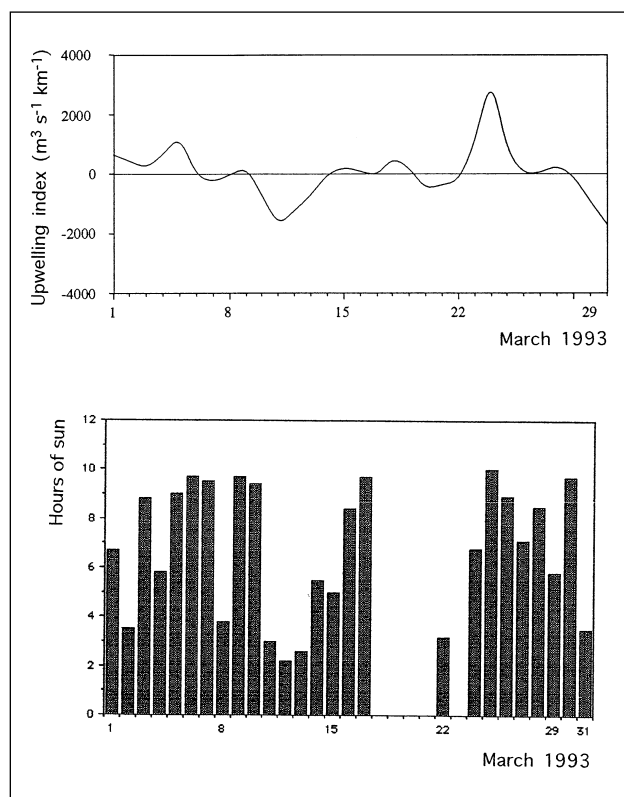 Upwelling index (m³ s⁻¹ km⁻¹)
4000
2000
0
-2000
-4000
1 8 15 22 29
March 1993
Hours of sun
12
10
8
6
4
2
0
1 8 15 22 29 31
March 1993